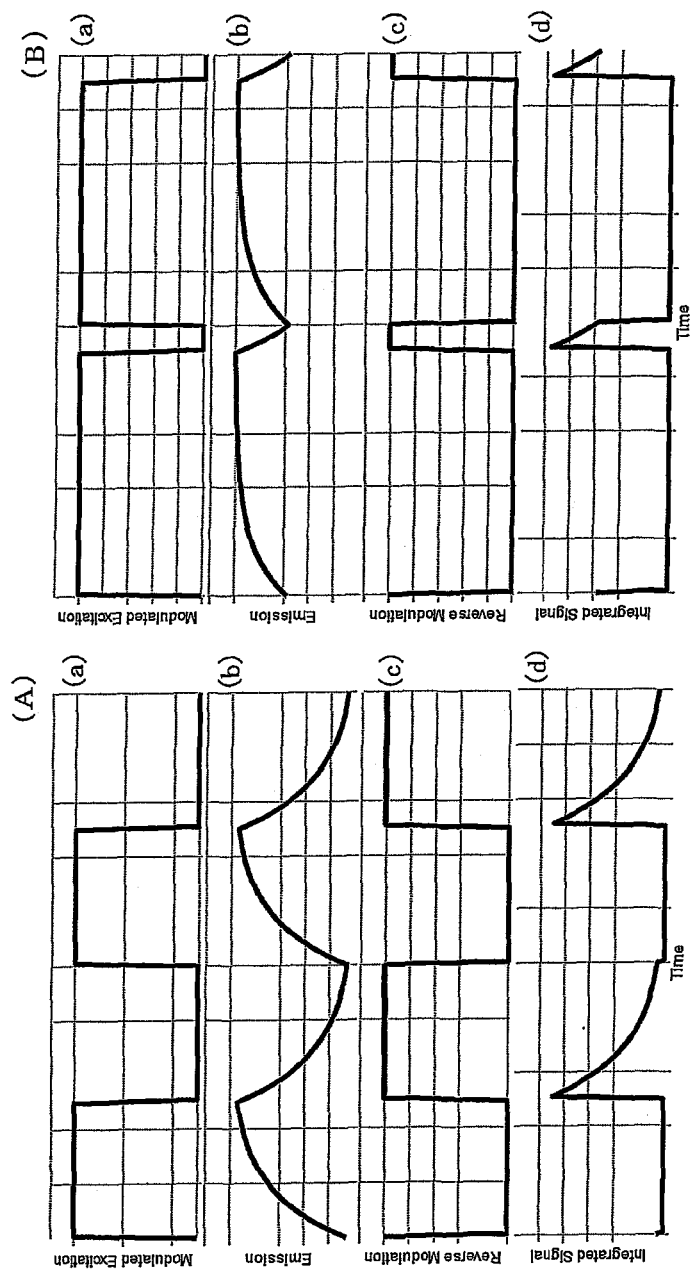 (A)
(a)
Modulated Excitation
(b)
Emission
(c)
Reverse Modulation
(d)
Integrated Signal
Time
(B)
(a)
Modulated Excitation
(b)
Emission
(c)
Reverse Modulation
(d)
Integrated Signal
Time